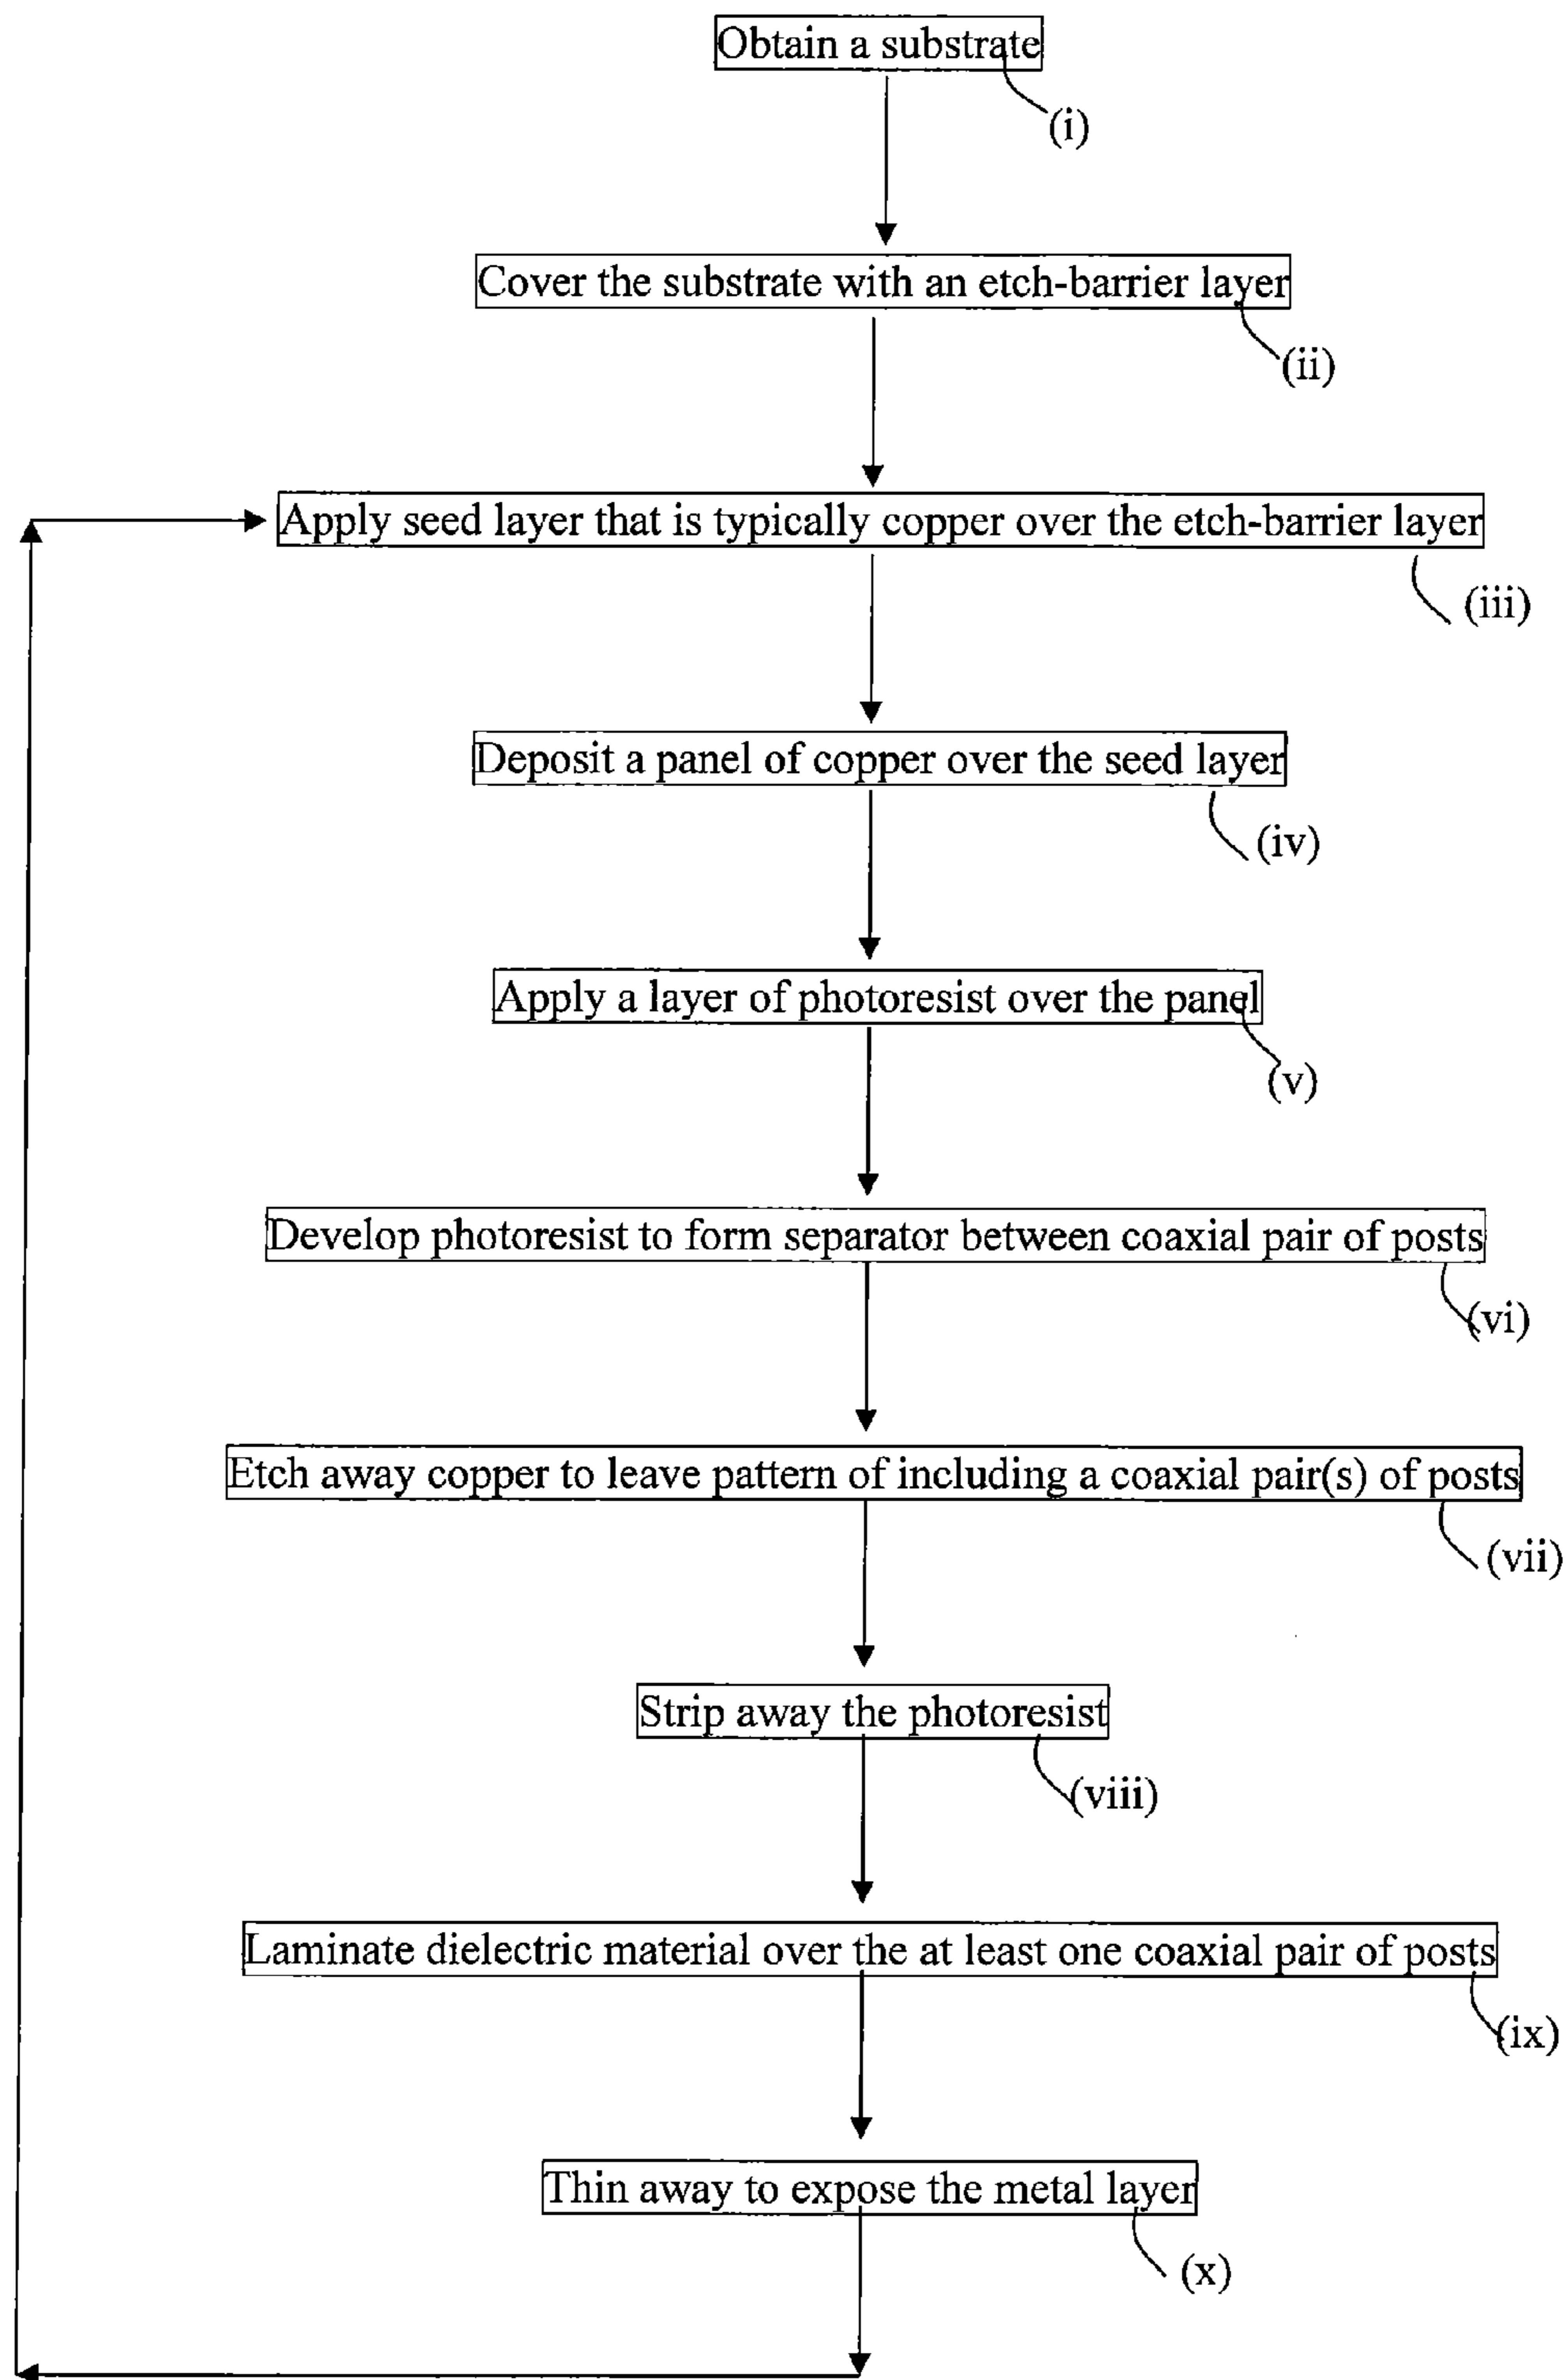 Obtain a substrate
(i)
Cover the substrate with an etch-barrier layer
(ii)
Apply seed layer that is typically copper over the etch-barrier layer
(iii)
Deposit a panel of copper over the seed layer
(iv)
Apply a layer of photoresist over the panel
(v)
Develop photoresist to form separator between coaxial pair of posts
(vi)
Etch away copper to leave pattern of including a coaxial pair(s) of posts
(vii)
Strip away the photoresist
(viii)
Laminate dielectric material over the at least one coaxial pair of posts
(ix)
Thin away to expose the metal layer
(x)